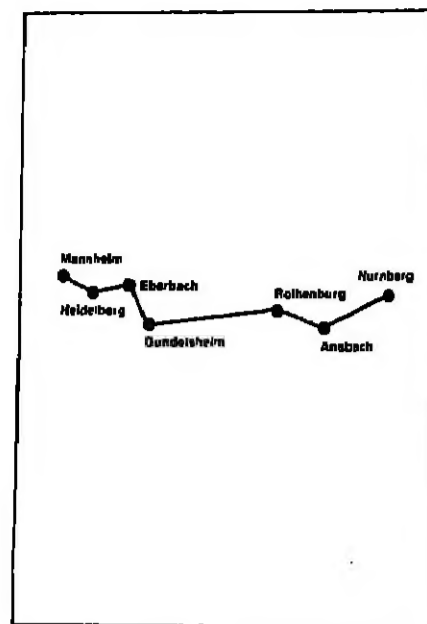 Mannheim
Nurnberg
Eberbach
Rothenburg
Heidelberg
Gundelsheim
Ansbach